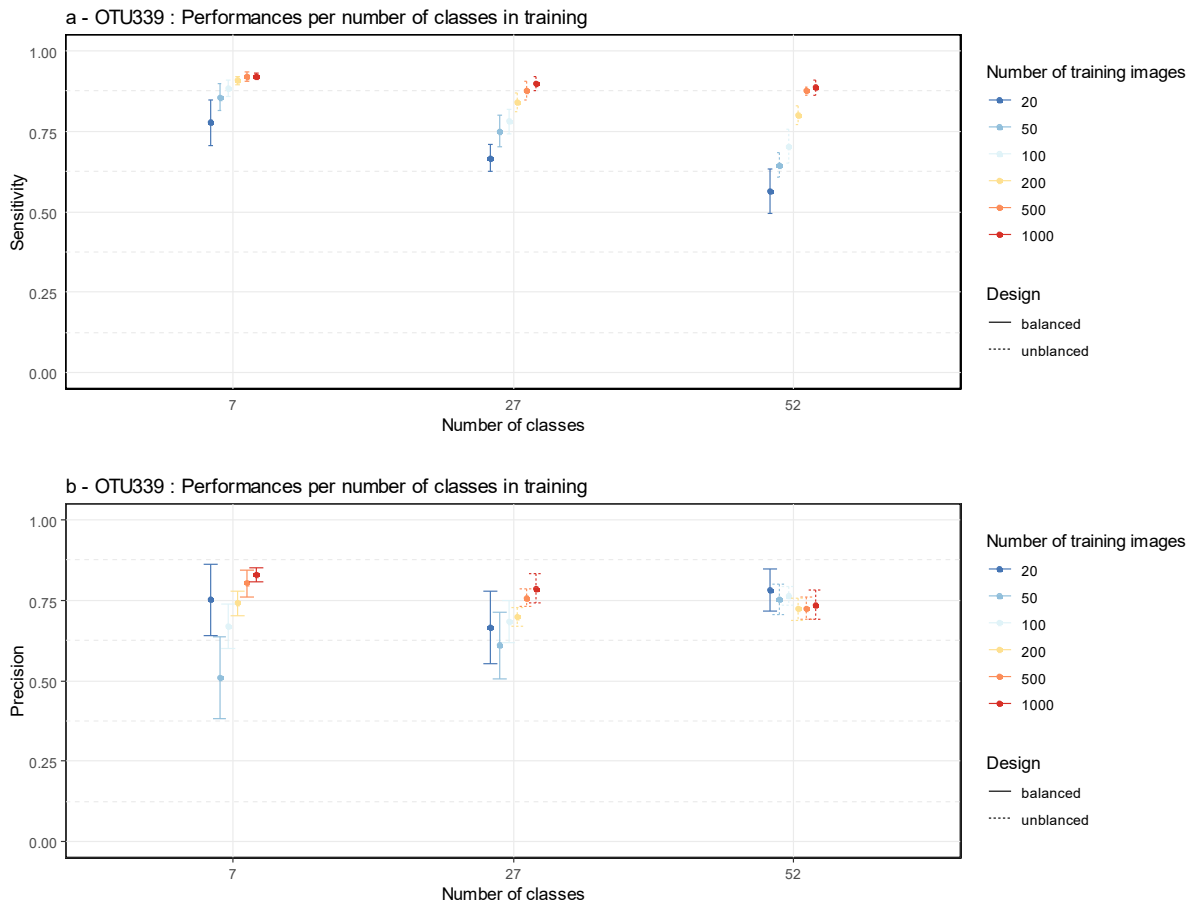 a - OTU339 : Performances per number of classes in training
1.00
0.75
0.50
0.25
0.00
Sensitivity
7 27 52
Number of classes
Number of training images
20
50
100
200
500
1000
Design
balanced
unblanced
b - OTU339 : Performances per number of classes in training
1.00
0.75
0.50
0.25
0.00
Precision
7 27 52
Number of classes
Number of training images
20
50
100
200
500
1000
Design
balanced
unblanced